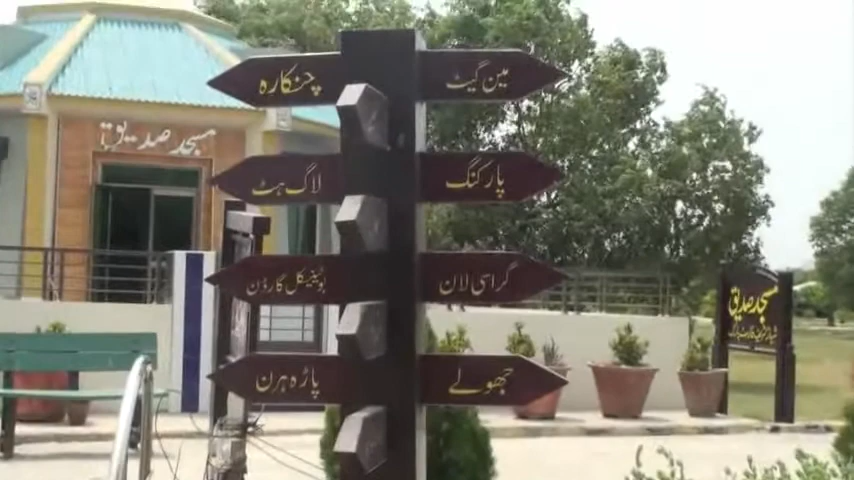 چنکارہ
مین گیٹ
مسجد صدیق
لاگ ہٹ
پارکنگ
بوٹینیکل گارڈن
گراسی لان
مسجد صدیق
پاڑہ ہرن
جھولے